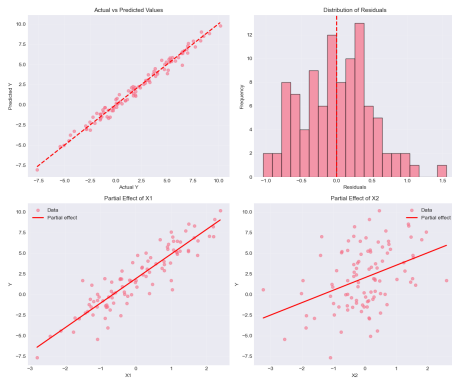 Actual vs Predicted Values
Distribution of Residuals
10.0
7.5
5.0
2.5
0.0
−2.5
−5.0
−7.5
Predicted Y
−7.5 −5.0 −2.5 0.0 2.5 5.0 7.5 10.0
Actual Y
12
10
8
6
4
2
0
Frequency
−1.0 −0.5 0.0 0.5 1.0 1.5
Residuals
Partial Effect of X1
Partial Effect of X2
10.0
7.5
5.0
2.5
0.0
−2.5
−5.0
−7.5
Y
Data
Partial effect
−3 −2 −1 0 1 2
X1
10.0
7.5
5.0
2.5
0.0
−2.5
−5.0
−7.5
Y
Data
Partial effect
−3 −2 −1 0 1 2
X2